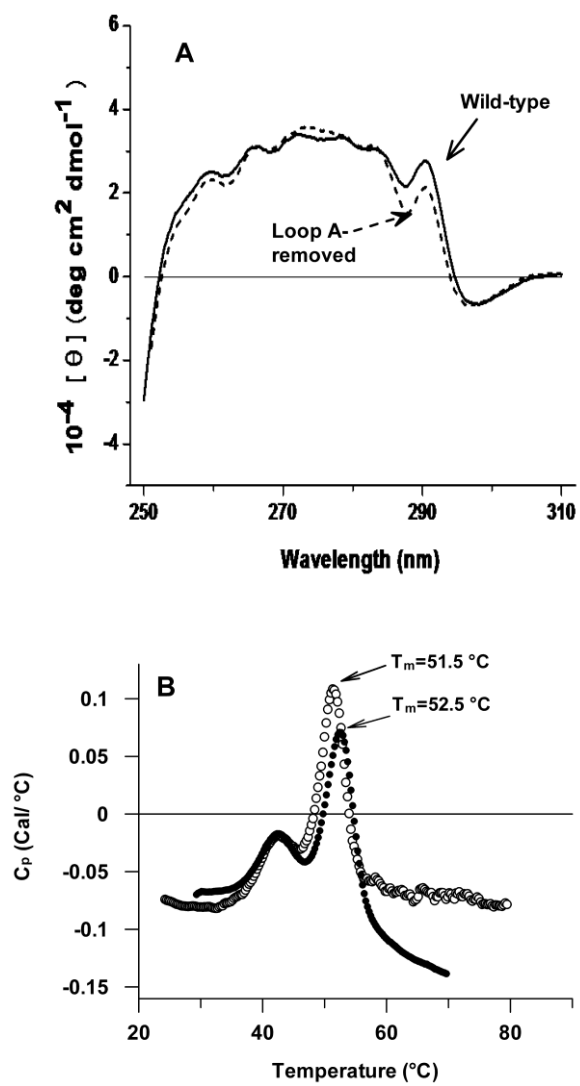 A
Wild-type
Loop A-
removed
10⁻⁴ [ Θ ] (deg cm² dmol⁻¹)
6
4
2
0
-2
-4
250
270
290
310
Wavelength (nm)
B
Tₘ=51.5 °C
Tₘ=52.5 °C
Cₚ (Cal/ °C)
0.1
0.05
0
-0.05
-0.1
-0.15
20
40
60
80
Temperature (°C)